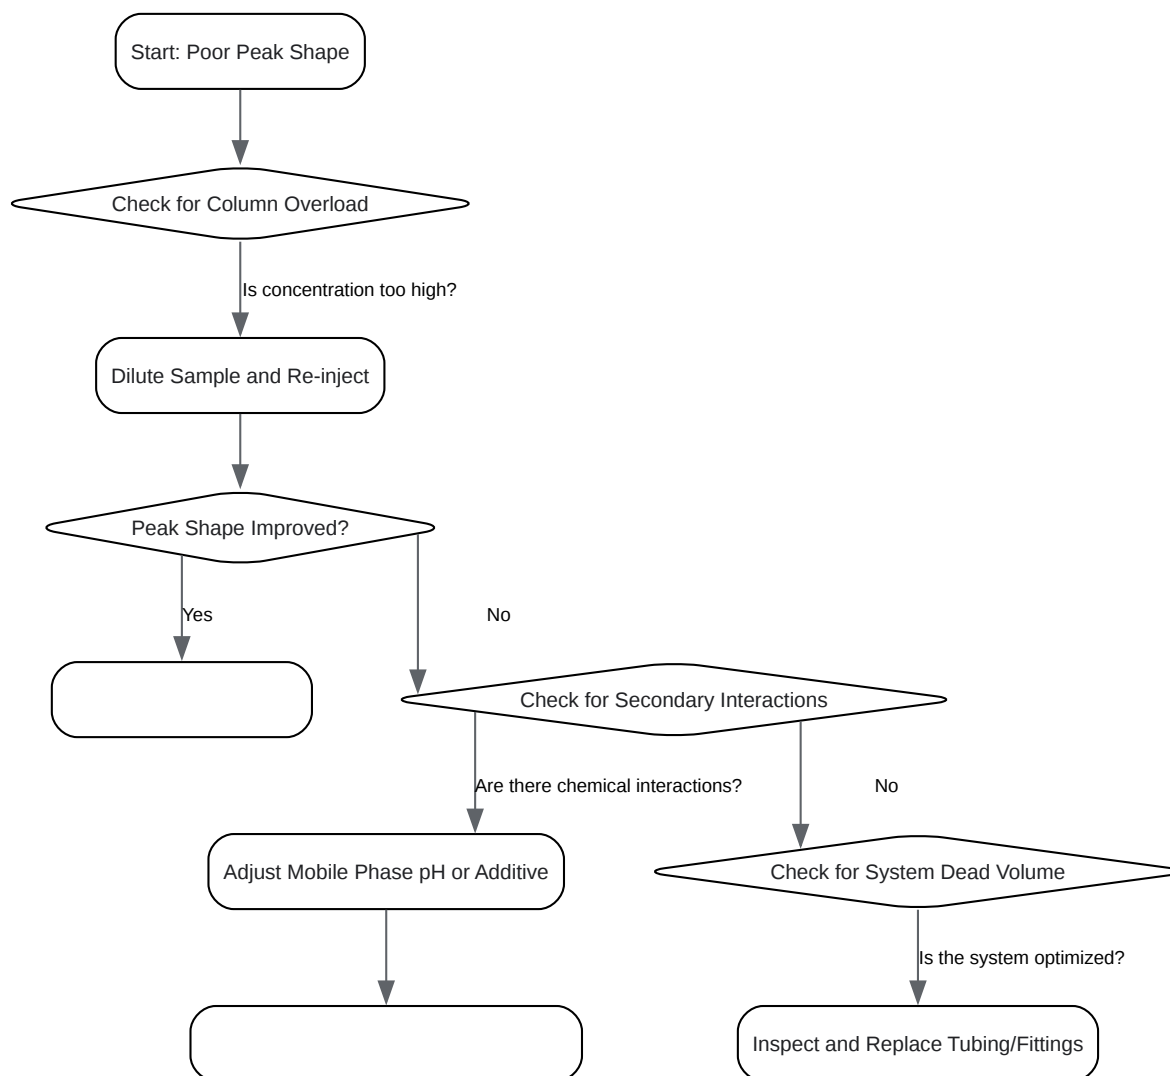 Start: Poor Peak Shape
Check for Column Overload
Is concentration too high?
Dilute Sample and Re-inject
Peak Shape Improved?
Yes
No
Check for Secondary Interactions
Are there chemical interactions?
No
Adjust Mobile Phase pH or Additive
Check for System Dead Volume
Is the system optimized?
Inspect and Replace Tubing/Fittings